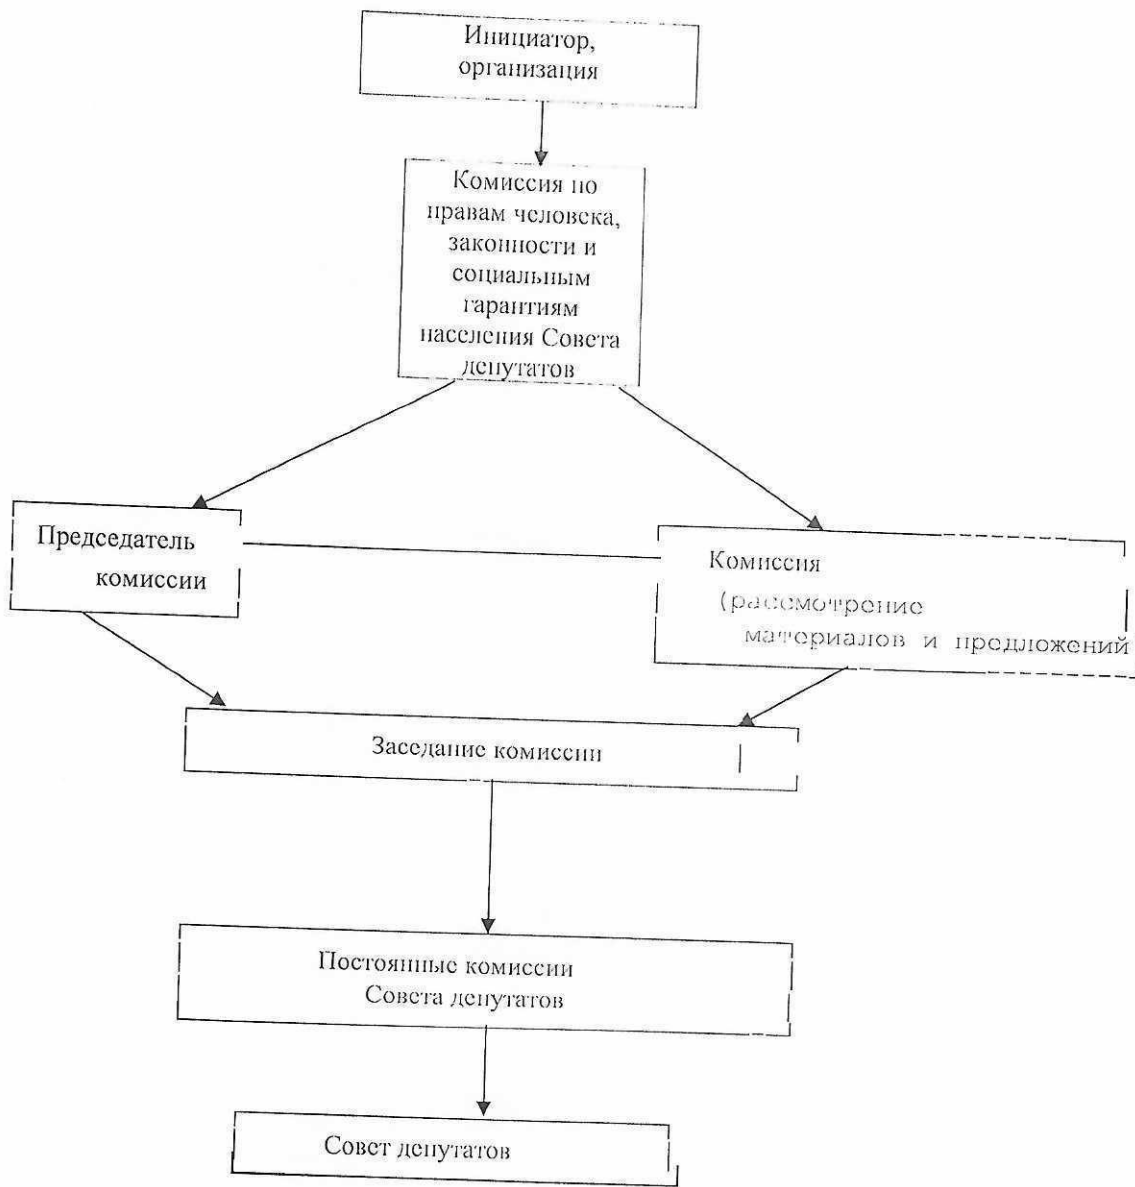 Инициатор,
организация
Комиссия по
правам человека,
законности и
социальным
гарантиям
населения Совета
депутатов
Председатель
комиссии
Комиссия
(рассмотрение
материалов и предложений
Заседание комиссии
Постоянные комиссии
Совета депутатов
Совет депутатов